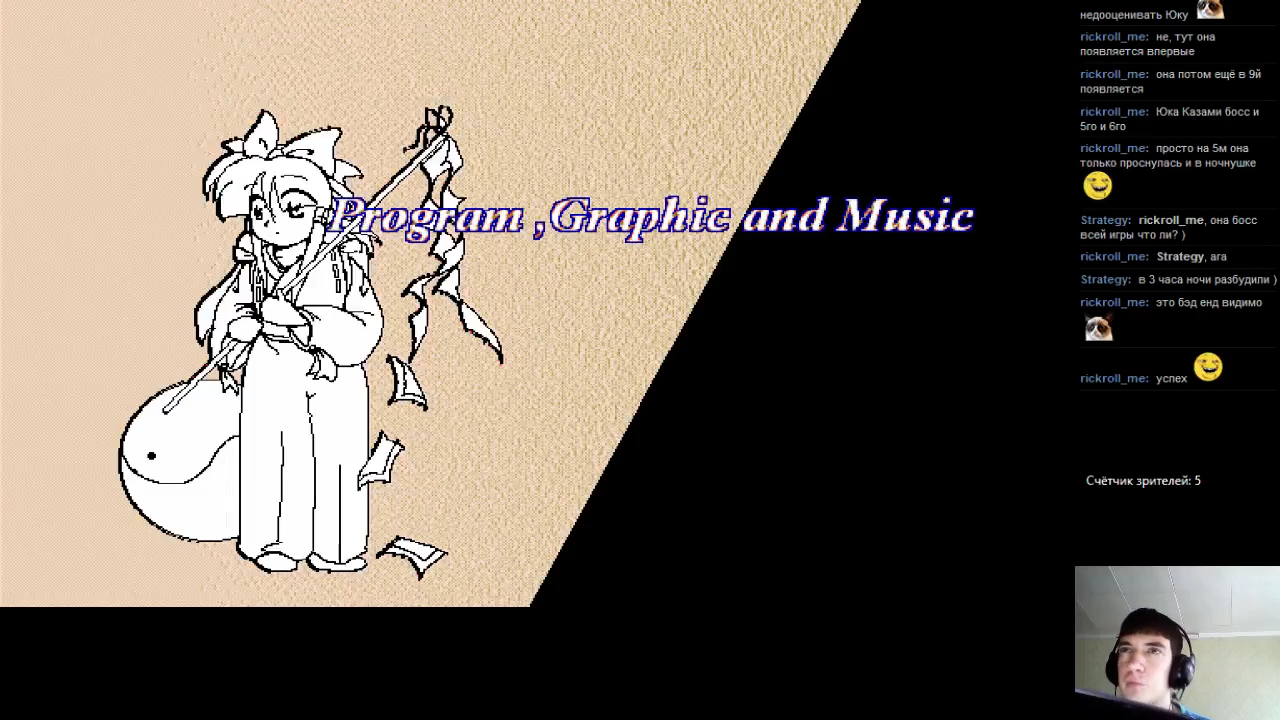 Program ,Graphic and Music
недооценивать Юку
rickroll_me: не, тут она
появляется впервые
rickroll_me: она потом ещё в 9й
появляется
rickroll_me: Юка Казами босс и
5го и 6го
rickroll_me: просто на 5м она
только проснулась и в ночнушке
Strategy: rickroll_me, она босс
всей игры что ли? )
rickroll_me: Strategy, ага
Strategy: в 3 часа ночи разбудили )
rickroll_me: это бэд енд видимо
rickroll_me: успех
Счётчик зрителей: 5